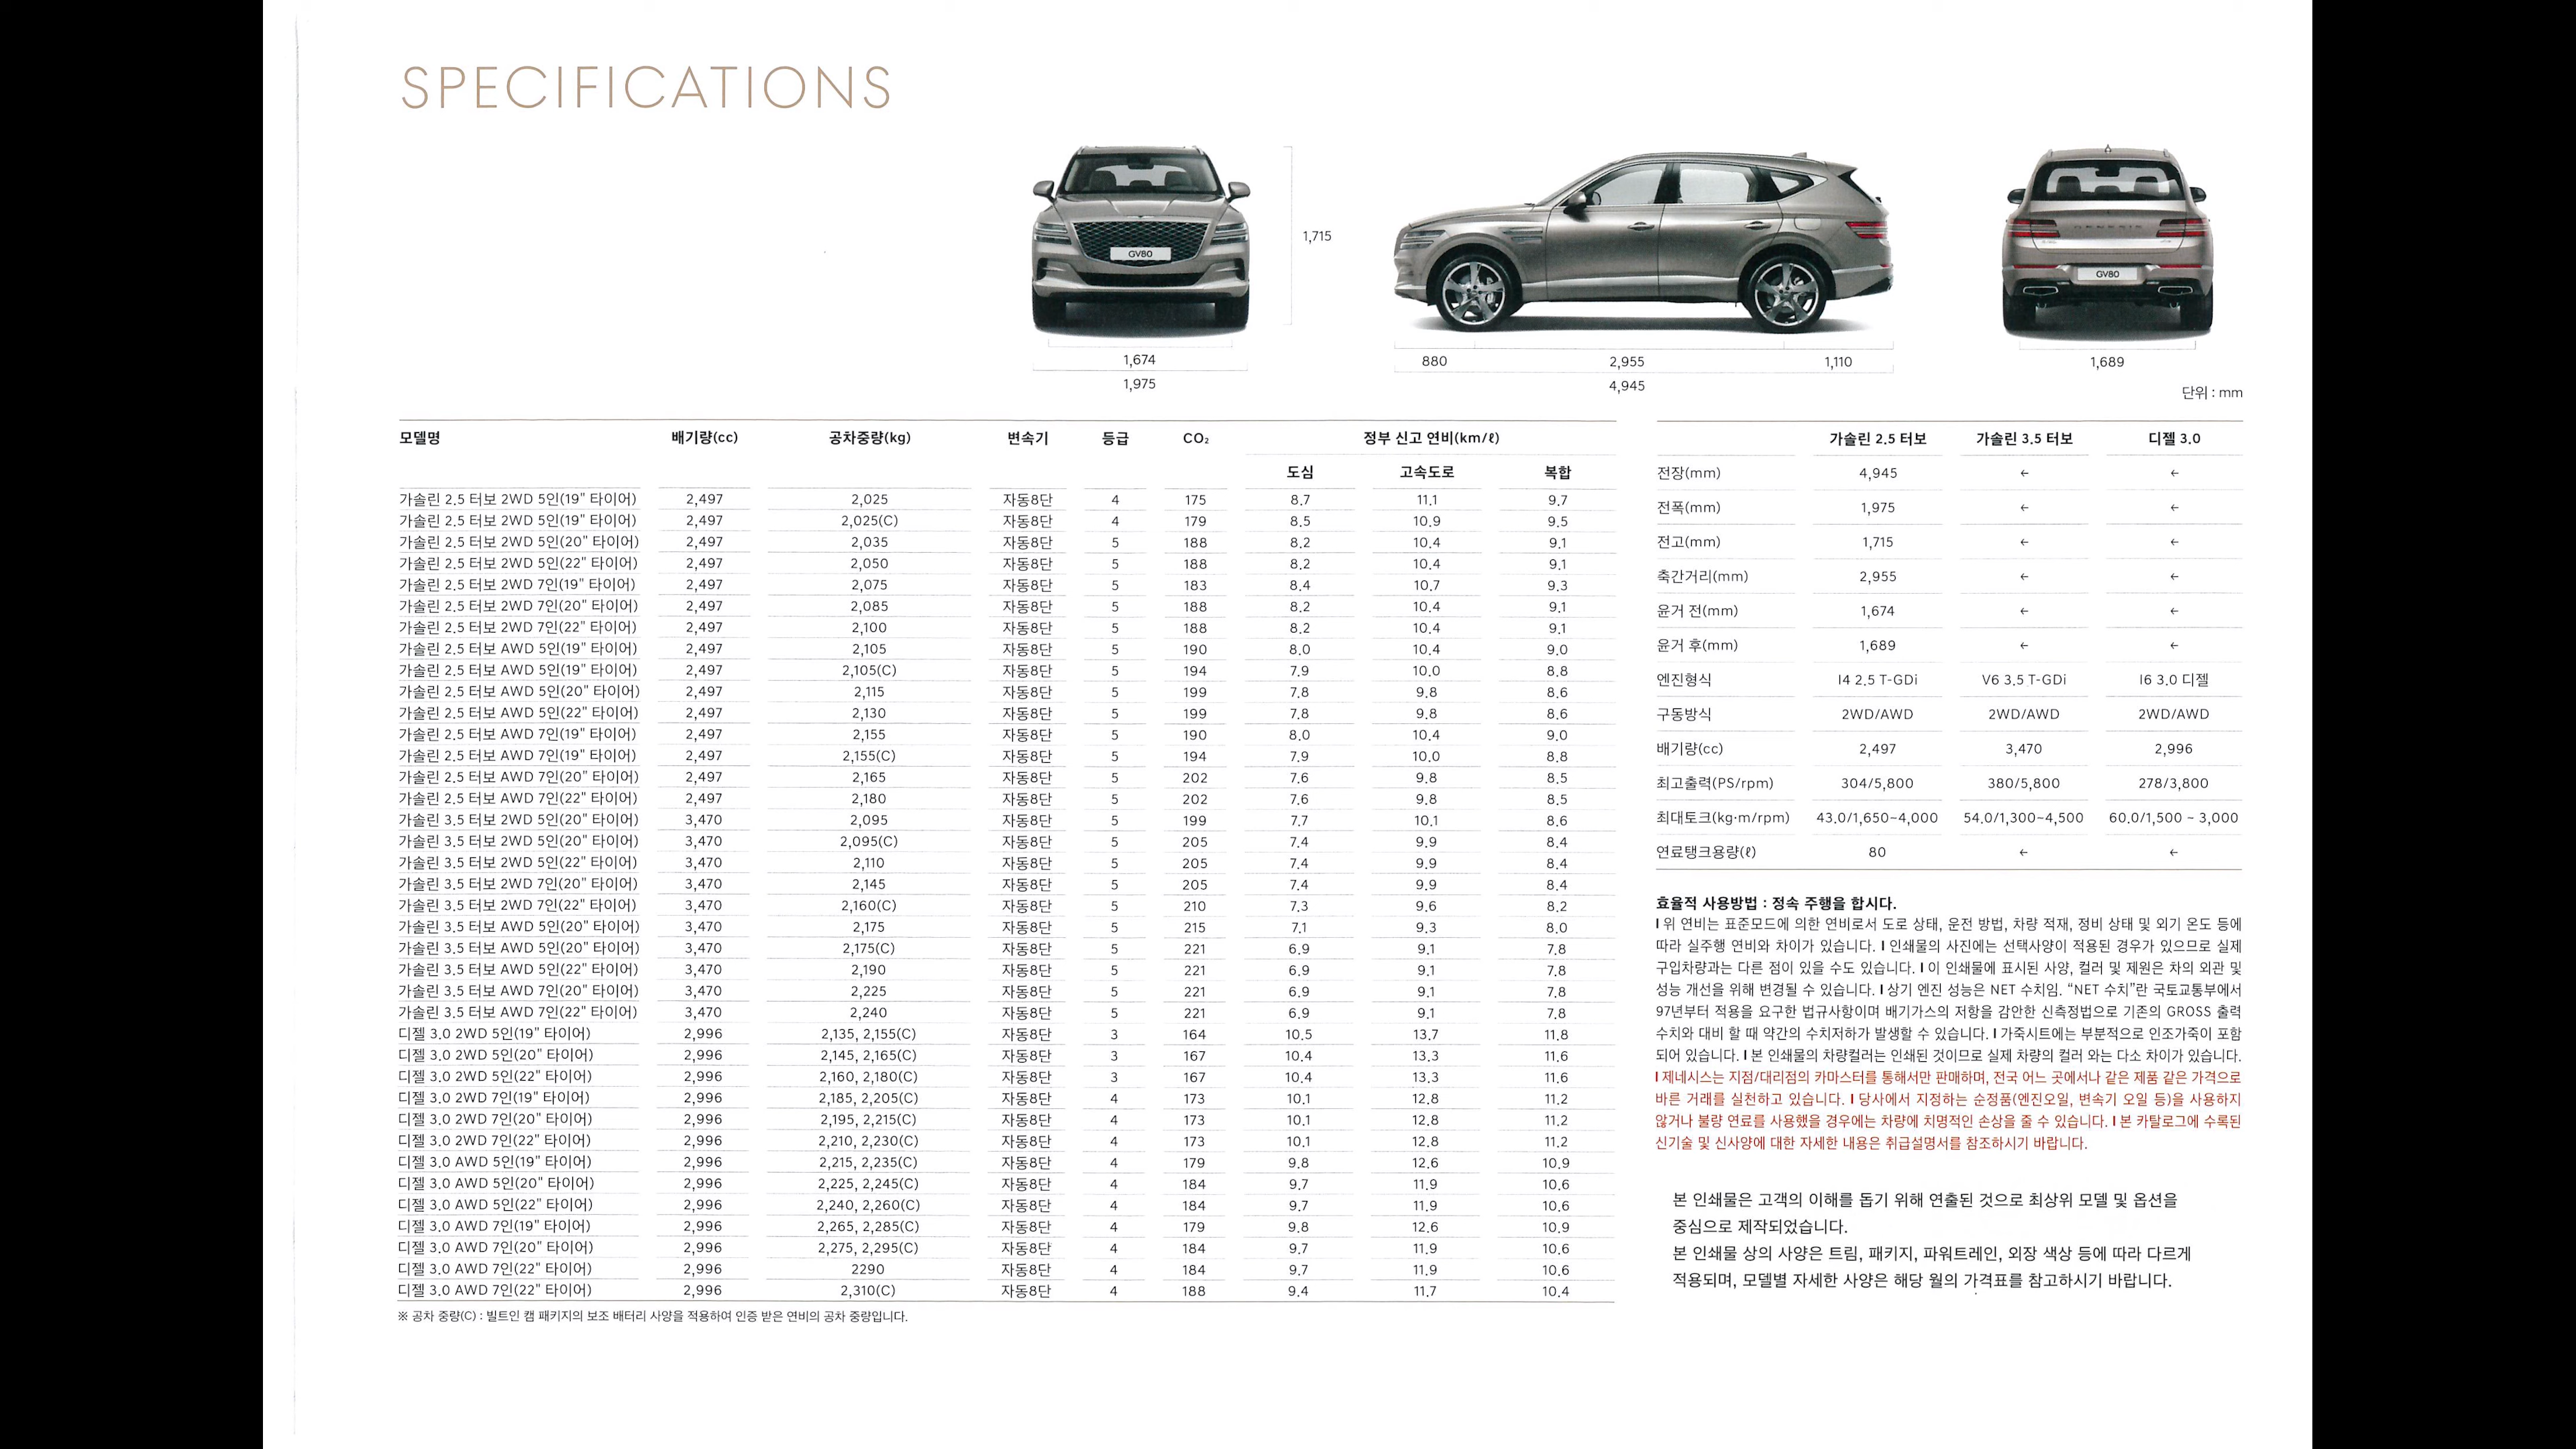 SPECIFICATIONS
GV80
GENESIS
GV80
1,715
1,674
1,975
880 2,955 1,110
4,945
1,689
단위 : mm
모델명 배기량(cc) 공차중량(kg) 변속기 등급 CO₂ 정부 신고 연비(km/ℓ)
도심 고속도로 복합
가솔린 2.5 터보 2WD 5인(19" 타이어) 2,497 2,025 자동8단 4 175 8.7 11.1 9.7
가솔린 2.5 터보 2WD 5인(19" 타이어) 2,497 2,025(C) 자동8단 4 179 8.5 10.9 9.5
가솔린 2.5 터보 2WD 5인(20" 타이어) 2,497 2,035 자동8단 5 188 8.2 10.4 9.1
가솔린 2.5 터보 2WD 5인(22" 타이어) 2,497 2,050 자동8단 5 188 8.2 10.4 9.1
가솔린 2.5 터보 2WD 7인(19" 타이어) 2,497 2,075 자동8단 5 183 8.4 10.7 9.3
가솔린 2.5 터보 2WD 7인(20" 타이어) 2,497 2,085 자동8단 5 188 8.2 10.4 9.1
가솔린 2.5 터보 2WD 7인(22" 타이어) 2,497 2,100 자동8단 5 188 8.2 10.4 9.1
가솔린 2.5 터보 AWD 5인(19" 타이어) 2,497 2,105 자동8단 5 190 8.0 10.4 9.0
가솔린 2.5 터보 AWD 5인(19" 타이어) 2,497 2,105(C) 자동8단 5 194 7.9 10.0 8.8
가솔린 2.5 터보 AWD 5인(20" 타이어) 2,497 2,115 자동8단 5 199 7.8 9.8 8.6
가솔린 2.5 터보 AWD 5인(22" 타이어) 2,497 2,130 자동8단 5 199 7.8 9.8 8.6
가솔린 2.5 터보 AWD 7인(19" 타이어) 2,497 2,155 자동8단 5 190 8.0 10.4 9.0
가솔린 2.5 터보 AWD 7인(19" 타이어) 2,497 2,155(C) 자동8단 5 194 7.9 10.0 8.8
가솔린 2.5 터보 AWD 7인(20" 타이어) 2,497 2,165 자동8단 5 202 7.6 9.8 8.5
가솔린 2.5 터보 AWD 7인(22" 타이어) 2,497 2,180 자동8단 5 202 7.6 9.8 8.5
가솔린 3.5 터보 2WD 5인(20" 타이어) 3,470 2,095 자동8단 5 199 7.7 10.1 8.6
가솔린 3.5 터보 2WD 5인(20" 타이어) 3,470 2,095(C) 자동8단 5 205 7.4 9.9 8.4
가솔린 3.5 터보 2WD 5인(22" 타이어) 3,470 2,110 자동8단 5 205 7.4 9.9 8.4
가솔린 3.5 터보 2WD 7인(20" 타이어) 3,470 2,145 자동8단 5 205 7.4 9.9 8.4
가솔린 3.5 터보 2WD 7인(22" 타이어) 3,470 2,160(C) 자동8단 5 210 7.3 9.6 8.2
가솔린 3.5 터보 AWD 5인(20" 타이어) 3,470 2,175 자동8단 5 215 7.1 9.3 8.0
가솔린 3.5 터보 AWD 5인(20" 타이어) 3,470 2,175(C) 자동8단 5 221 6.9 9.1 7.8
가솔린 3.5 터보 AWD 5인(22" 타이어) 3,470 2,190 자동8단 5 221 6.9 9.1 7.8
가솔린 3.5 터보 AWD 7인(20" 타이어) 3,470 2,225 자동8단 5 221 6.9 9.1 7.8
가솔린 3.5 터보 AWD 7인(22" 타이어) 3,470 2,240 자동8단 5 221 6.9 9.1 7.8
디젤 3.0 2WD 5인(19" 타이어) 2,996 2,135, 2,155(C) 자동8단 3 164 10.5 13.7 11.8
디젤 3.0 2WD 5인(20" 타이어) 2,996 2,145, 2,165(C) 자동8단 3 167 10.4 13.3 11.6
디젤 3.0 2WD 5인(22" 타이어) 2,996 2,160, 2,180(C) 자동8단 3 167 10.4 13.3 11.6
디젤 3.0 2WD 7인(19" 타이어) 2,996 2,185, 2,205(C) 자동8단 4 173 10.1 12.8 11.2
디젤 3.0 2WD 7인(20" 타이어) 2,996 2,195, 2,215(C) 자동8단 4 173 10.1 12.8 11.2
디젤 3.0 2WD 7인(22" 타이어) 2,996 2,210, 2,230(C) 자동8단 4 173 10.1 12.8 11.2
디젤 3.0 AWD 5인(19" 타이어) 2,996 2,215, 2,235(C) 자동8단 4 179 9.8 12.6 10.9
디젤 3.0 AWD 5인(20" 타이어) 2,996 2,225, 2,245(C) 자동8단 4 184 9.7 11.9 10.6
디젤 3.0 AWD 5인(22" 타이어) 2,996 2,240, 2,260(C) 자동8단 4 184 9.7 11.9 10.6
디젤 3.0 AWD 7인(19" 타이어) 2,996 2,265, 2,285(C) 자동8단 4 179 9.8 12.6 10.9
디젤 3.0 AWD 7인(20" 타이어) 2,996 2,275, 2,295(C) 자동8단 4 184 9.7 11.9 10.6
디젤 3.0 AWD 7인(22" 타이어) 2,996 2290 자동8단 4 184 9.7 11.9 10.6
디젤 3.0 AWD 7인(22" 타이어) 2,996 2,310(C) 자동8단 4 188 9.4 11.7 10.4
※ 공차 중량(C) : 빌트인 캠 패키지의 보조 배터리 사양을 적용하여 인증 받은 연비의 공차 중량입니다.
가솔린 2.5 터보 가솔린 3.5 터보 디젤 3.0
전장(mm) 4,945 ← ←
전폭(mm) 1,975 ← ←
전고(mm) 1,715 ← ←
축간거리(mm) 2,955 ← ←
윤거 전(mm) 1,674 ← ←
윤거 후(mm) 1,689 ← ←
엔진형식 I4 2.5 T-GDi V6 3.5 T-GDi I6 3.0 디젤
구동방식 2WD/AWD 2WD/AWD 2WD/AWD
배기량(cc) 2,497 3,470 2,996
최고출력(PS/rpm) 304/5,800 380/5,800 278/3,800
최대토크(kg·m/rpm) 43.0/1,650~4,000 54.0/1,300~4,500 60.0/1,500 ~ 3,000
연료탱크용량(ℓ) 80 ← ←
효율적 사용방법 : 정속 주행을 합시다.
I 위 연비는 표준모드에 의한 연비로서 도로 상태, 운전 방법, 차량 적재, 정비 상태 및 외기 온도 등에
따라 실주행 연비와 차이가 있습니다. I 인쇄물의 사진에는 선택사양이 적용된 경우가 있으므로 실제
구입차량과는 다른 점이 있을 수도 있습니다. I 이 인쇄물에 표시된 사양, 컬러 및 제원은 차의 외관 및
성능 개선을 위해 변경될 수 있습니다. I 상기 엔진 성능은 NET 수치임. “NET 수치”란 국토교통부에서
97년부터 적용을 요구한 법규사항이며 배기가스의 저항을 감안한 신측정법으로 기존의 GROSS 출력
수치와 대비 할 때 약간의 수치저하가 발생할 수 있습니다. I 가죽시트에는 부분적으로 인조가죽이 포함
되어 있습니다. I 본 인쇄물의 차량컬러는 인쇄된 것이므로 실제 차량의 컬러 와는 다소 차이가 있습니다.
I 제네시스는 지점/대리점의 카마스터를 통해서만 판매하며, 전국 어느 곳에서나 같은 제품 같은 가격으로
바른 거래를 실천하고 있습니다. I 당사에서 지정하는 순정품(엔진오일, 변속기 오일 등)을 사용하지
않거나 불량 연료를 사용했을 경우에는 차량에 치명적인 손상을 줄 수 있습니다. I 본 카탈로그에 수록된
신기술 및 신사양에 대한 자세한 내용은 취급설명서를 참조하시기 바랍니다.
본 인쇄물은 고객의 이해를 돕기 위해 연출된 것으로 최상위 모델 및 옵션을
중심으로 제작되었습니다.
본 인쇄물 상의 사양은 트림, 패키지, 파워트레인, 외장 색상 등에 따라 다르게
적용되며, 모델별 자세한 사양은 해당 월의 가격표를 참고하시기 바랍니다.